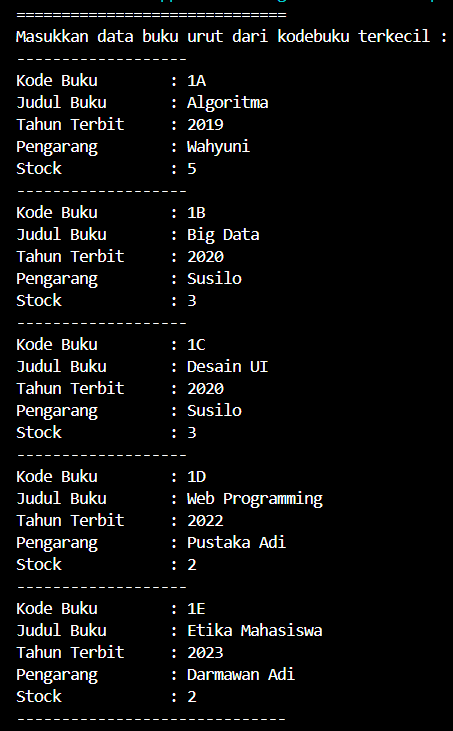 ==============================
Masukkan data buku urut dari kodebuku terkecil :
-------------------
Kode Buku : 1A
Judul Buku : Algoritma
Tahun Terbit : 2019
Pengarang : Wahyuni
Stock : 5
-------------------
Kode Buku : 1B
Judul Buku : Big Data
Tahun Terbit : 2020
Pengarang : Susilo
Stock : 3
-------------------
Kode Buku : 1C
Judul Buku : Desain UI
Tahun Terbit : 2020
Pengarang : Susilo
Stock : 3
-------------------
Kode Buku : 1D
Judul Buku : Web Programming
Tahun Terbit : 2022
Pengarang : Pustaka Adi
Stock : 2
-------------------
Kode Buku : 1E
Judul Buku : Etika Mahasiswa
Tahun Terbit : 2023
Pengarang : Darmawan Adi
Stock : 2
------------------------------